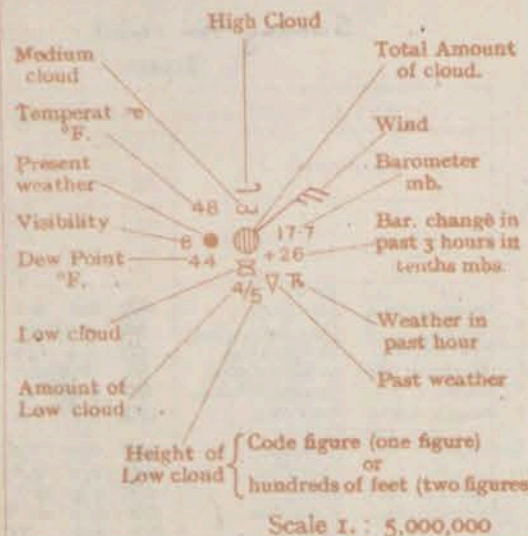 High Cloud
Medium
cloud
Total Amount
of cloud.
Temperat
°F.
Wind
Present
weather
Barometer
mb.
48
Visibility
8
17.7
Bar. change in
past 3 hours in
tenths mbs.
Dew Point
°F.
44
+26
4/5
Low cloud
Weather in
past hour
Amount of
Low cloud
Past weather
Height of
Low cloud
Code figure (one figure)
or
hundreds of feet (two figures
Scale 1. : 5,000,000